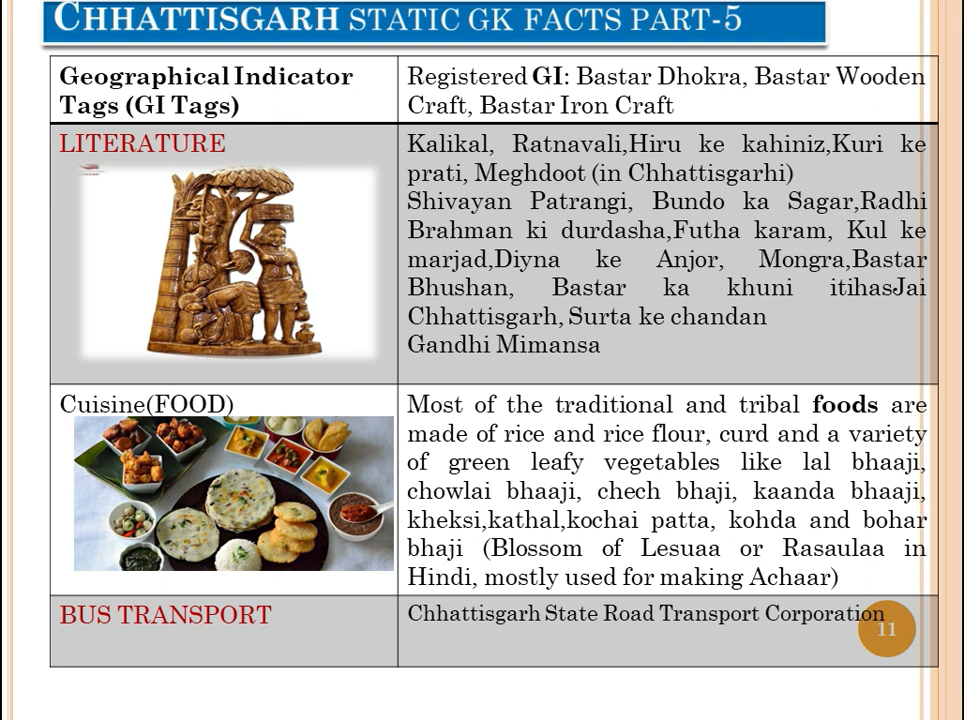 CHHATTISGARH STATIC GK FACTS PART-5
Geographical Indicator
Tags (GI Tags)
Registered GI: Bastar Dhokra, Bastar Wooden
Craft, Bastar Iron Craft
LITERATURE
Kalikal, Ratnavali,Hiru ke kahiniz,Kuri ke
prati, Meghdoot (in Chhattisgarhi)
Shivayan Patrangi, Bundo ka Sagar,Radhi
Brahman ki durdasha,Futha karam, Kul ke
marjad,Diyna ke Anjor, Mongra,Bastar
Bhushan, Bastar ka khuni itihasJai
Chhattisgarh, Surta ke chandan
Gandhi Mimansa
Cuisine(FOOD)
Most of the traditional and tribal foods are
made of rice and rice flour, curd and a variety
of green leafy vegetables like lal bhaaji,
chowlai bhaaji, chech bhaji, kaanda bhaaji,
kheksi,kathal,kochai patta, kohda and bohar
bhaji (Blossom of Lesuaa or Rasaulaa in
Hindi, mostly used for making Achaar)
BUS TRANSPORT
Chhattisgarh State Road Transport Corporation
11